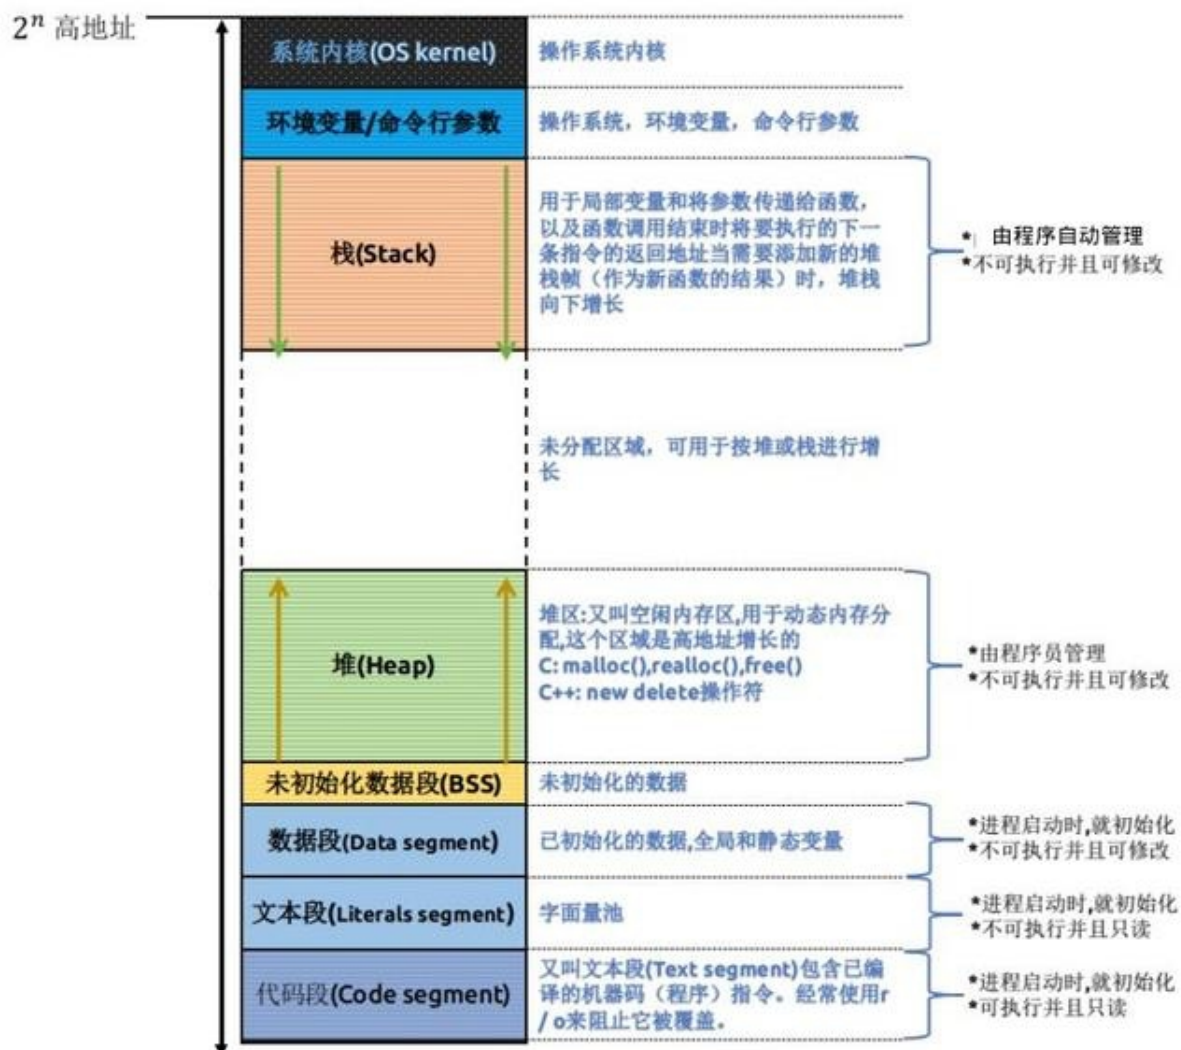 2ⁿ 高地址
系统内核(OS kernel)
操作系统内核
环境变量/命令行参数
操作系统，环境变量，命令行参数
栈(Stack)
用于局部变量和将参数传递给函数，
以及函数调用结束时将要执行的下一
条指令的返回地址当需要添加新的堆
栈帧（作为新函数的结果）时，堆栈
向下增长
* 由程序自动管理
*不可执行并且可修改
未分配区域，可用于按堆或栈进行增
长
堆(Heap)
堆区:又叫空闲内存区,用于动态内存分
配,这个区域是高地址增长的
C: malloc(),realloc(),free()
C++: new delete操作符
*由程序员管理
*不可执行并且可修改
未初始化数据段(BSS)
未初始化的数据
数据段(Data segment)
已初始化的数据,全局和静态变量
*进程启动时,就初始化
*不可执行并且可修改
文本段(Literals segment)
字面量池
*进程启动时,就初始化
*不可执行并且只读
代码段(Code segment)
又叫文本段(Text segment)包含已编
译的机器码（程序）指令。经常使用r
/ o来阻止它被覆盖。
*进程启动时,就初始化
*可执行并且只读